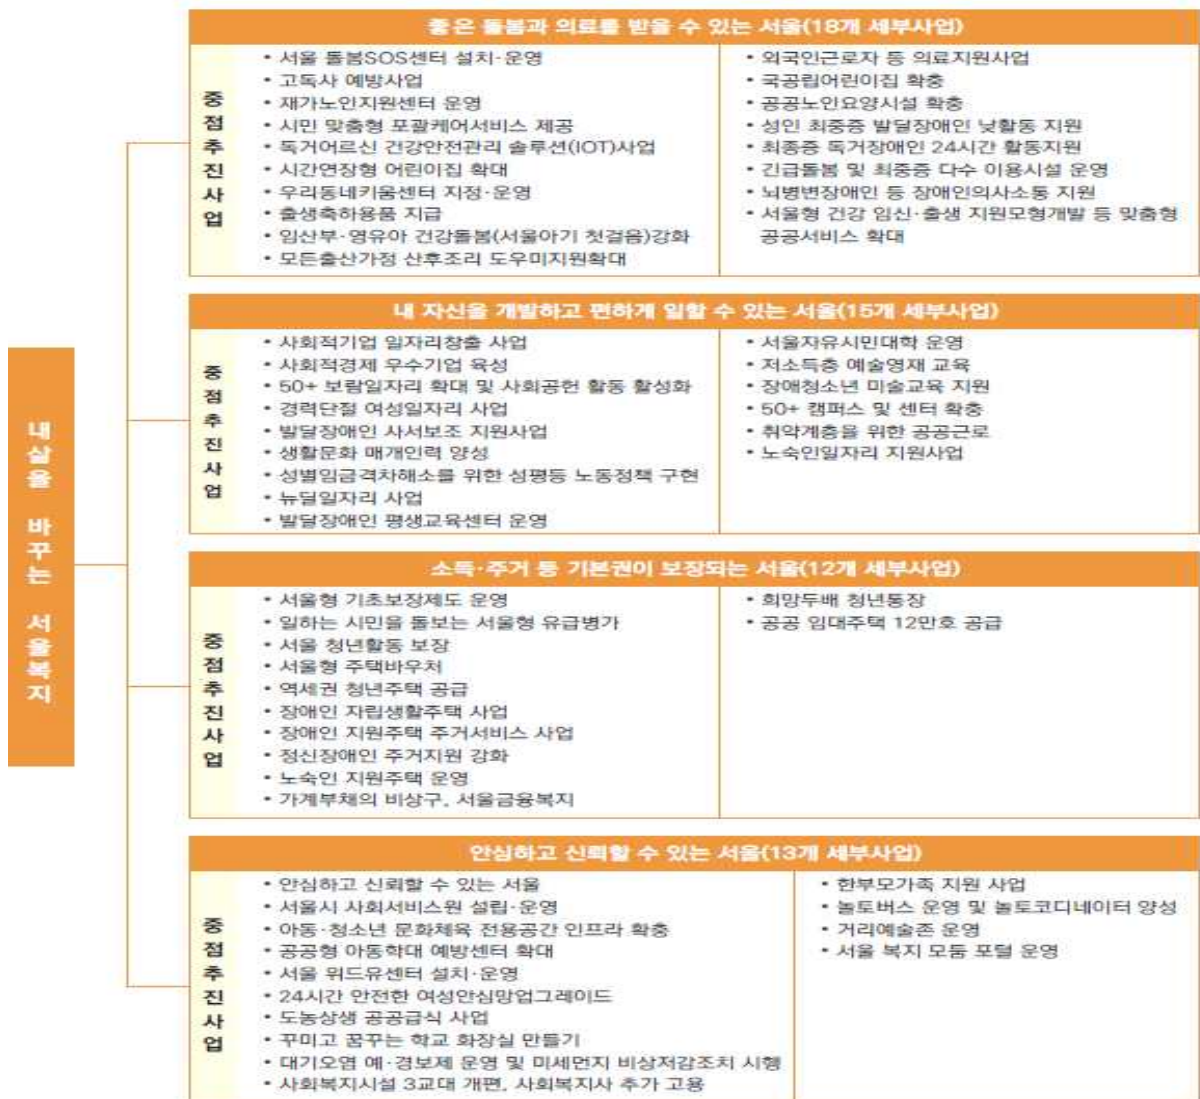 내 삶을 바꾸는 서울복지
좋은 돌봄과 의료를 받을 수 있는 서울(18개 세부사업)
중점추진사업
• 서울 돌봄SOS센터 설치·운영
• 고독사 예방사업
• 재가노인지원센터 운영
• 시민 맞춤형 포괄케어서비스 제공
• 독거어르신 건강안전관리 솔루션(IOT)사업
• 시간연장형 어린이집 확대
• 우리동네키움센터 지정·운영
• 출생축하용품 지급
• 임산부·영유아 건강돌봄(서울아기 첫걸음)강화
• 모든출산가정 산후조리 도우미지원확대
• 외국인근로자 등 의료지원사업
• 국공립어린이집 확충
• 공공노인요양시설 확충
• 성인 최중증 발달장애인 낮활동 지원
• 최중증 독거장애인 24시간 활동지원
• 긴급돌봄 및 최중증 다수 이용시설 운영
• 뇌병변장애인 등 장애인의사소통 지원
• 서울형 건강 임신·출생 지원모형개발 등 맞춤형
공공서비스 확대
내 자신을 개발하고 편하게 일할 수 있는 서울(15개 세부사업)
중점추진사업
• 사회적기업 일자리창출 사업
• 사회적경제 우수기업 육성
• 50+ 보람일자리 확대 및 사회공헌 활동 활성화
• 경력단절 여성일자리 사업
• 발달장애인 사서보조 지원사업
• 생활문화 매개인력 양성
• 성별임금격차해소를 위한 성평등 노동정책 구현
• 뉴딜일자리 사업
• 발달장애인 평생교육센터 운영
• 서울자유시민대학 운영
• 저소득층 예술영재 교육
• 장애청소년 미술교육 지원
• 50+ 캠퍼스 및 센터 확충
• 취약계층을 위한 공공근로
• 노숙인일자리 지원사업
소득·주거 등 기본권이 보장되는 서울(12개 세부사업)
중점추진사업
• 서울형 기초보장제도 운영
• 일하는 시민을 돌보는 서울형 유급병가
• 서울 청년활동 보장
• 서울형 주택바우처
• 역세권 청년주택 공급
• 장애인 자립생활주택 사업
• 장애인 지원주택 주거서비스 사업
• 정신장애인 주거지원 강화
• 노숙인 지원주택 운영
• 가계부채의 비상구, 서울금융복지
• 희망두배 청년통장
• 공공 임대주택 12만호 공급
안심하고 신뢰할 수 있는 서울(13개 세부사업)
중점추진사업
• 안심하고 신뢰할 수 있는 서울
• 서울시 사회서비스원 설립·운영
• 아동·청소년 문화체육 전용공간 인프라 확충
• 공공형 아동학대 예방센터 확대
• 서울 위드유센터 설치·운영
• 24시간 안전한 여성안심망업그레이드
• 도농상생 공공급식 사업
• 꾸미고 꿈꾸는 학교 화장실 만들기
• 대기오염 예·경보제 운영 및 미세먼지 비상저감조치 시행
• 사회복지시설 3교대 개편, 사회복지사 추가 고용
• 한부모가족 지원 사업
• 놀토버스 운영 및 놀토코디네이터 양성
• 거리예술존 운영
• 서울 복지 모둠 포털 운영